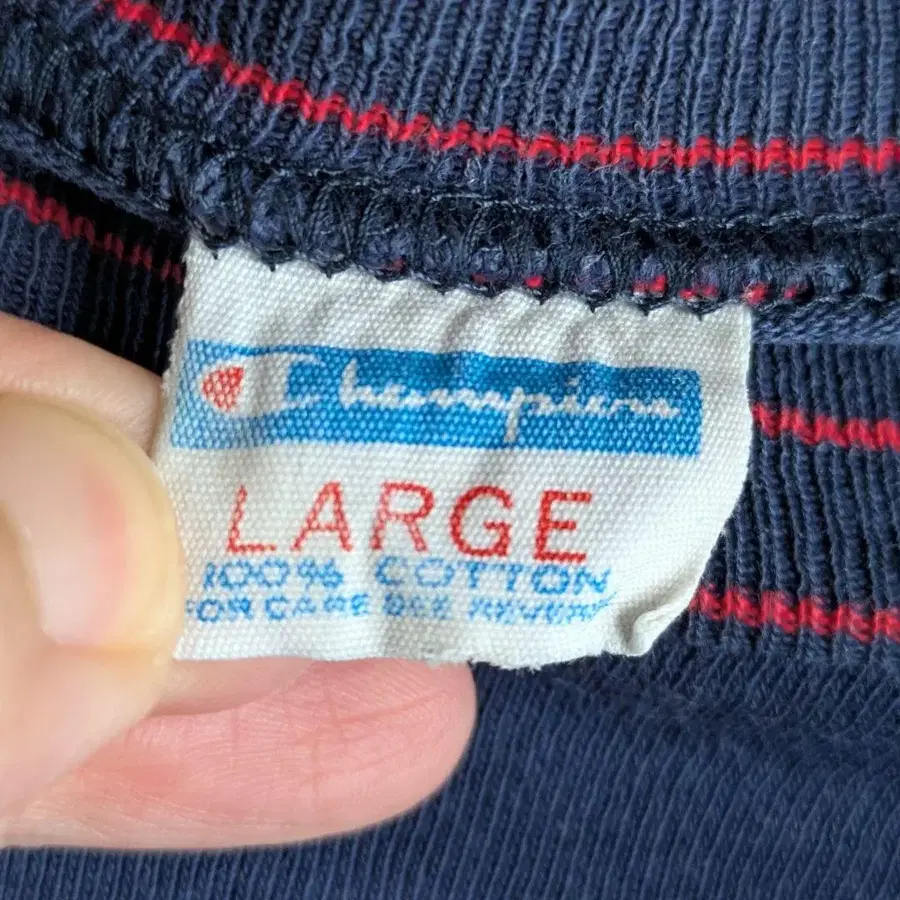 Champion
LARGE
100% COTTON
FOR CARE SEE REVERSE